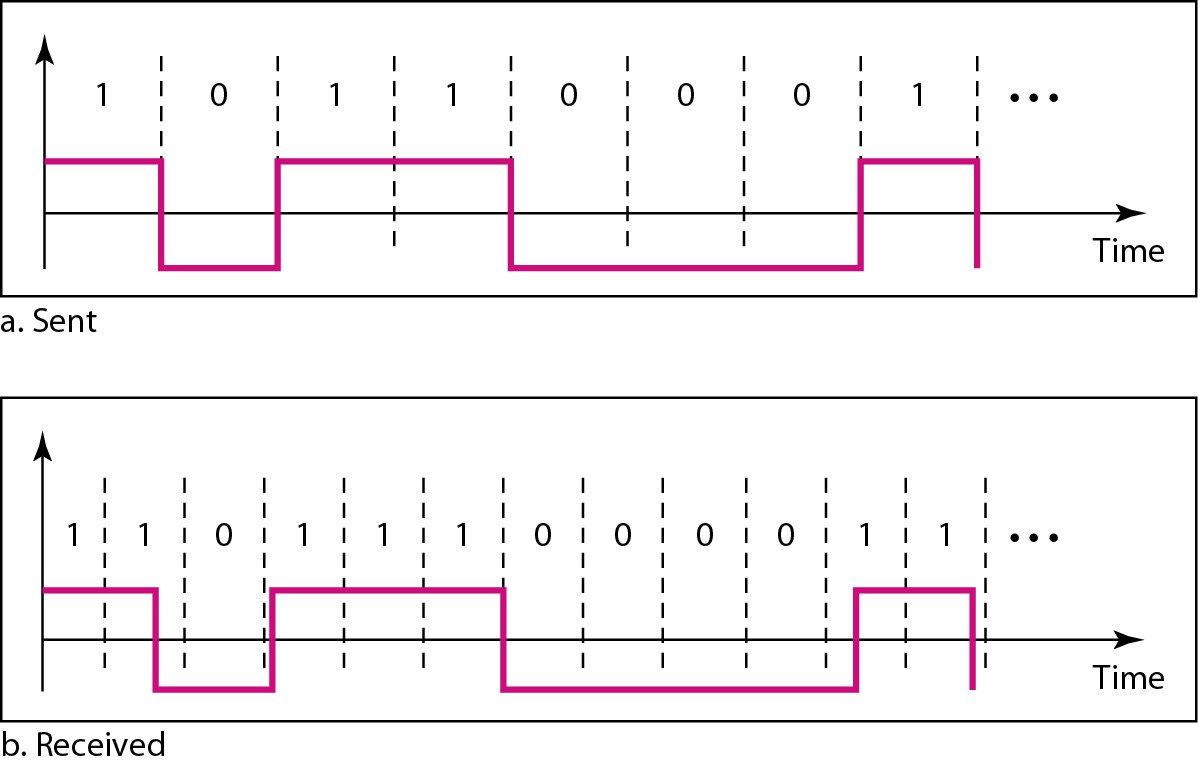 1 0 1 1 0 0 0 1 •••
Time
a. Sent
1 1 0 1 1 1 0 0 0 0 1 1 •••
Time
b. Received